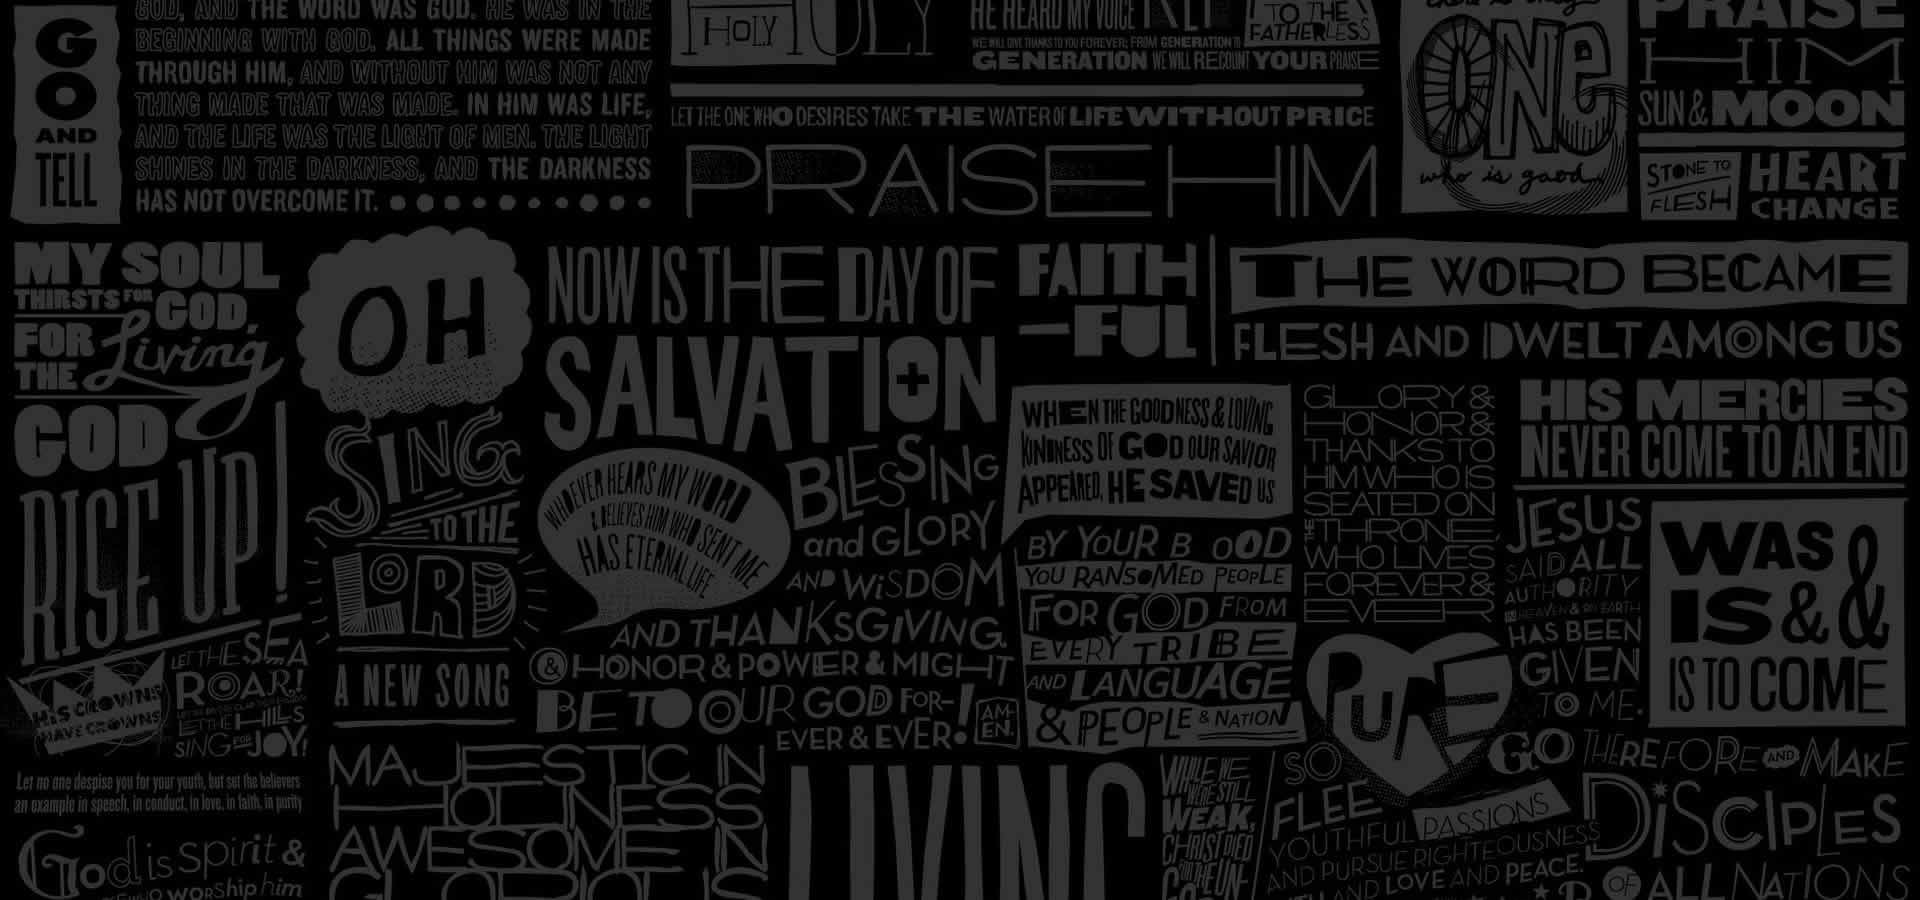 GO
AND
TELL
GOD, AND THE WORD WAS GOD. HE WAS IN THE
BEGINNING WITH GOD. ALL THINGS WERE MADE
THROUGH HIM, AND WITHOUT HIM WAS NOT ANY
THING MADE THAT WAS MADE. IN HIM WAS LIFE,
AND THE LIFE WAS THE LIGHT OF MEN. THE LIGHT
SHINES IN THE DARKNESS, AND THE DARKNESS
HAS NOT OVERCOME IT.
HOLY
HOLY
HE HEARD MY VOICE
WE WILL GIVE THANKS TO YOU FOREVER; FROM GENERATION TO
GENERATION WE WILL RECOUNT YOUR PRAISE
TO THE
FATHERLESS
LET THE ONE WHO DESIRES TAKE THE WATER OF LIFE WITHOUT PRICE
PRAISE HIM
there is only
ONE
who is good.
PRAISE
HIM
SUN & MOON
STONE TO
FLESH
HEART
CHANGE
MY SOUL
THIRSTS FOR
GOD,
FOR
THE
Living
GOD
RISE UP!
OH
SING
TO THE
LORD
A NEW SONG
NOW IS THE DAY OF
SALVATION
FAITH
-FUL
THE WORD BECAME
FLESH AND DWELT AMONG US
WHOEVER HEARS MY WORD
& BELIEVES HIM WHO SENT ME
HAS ETERNAL LIFE
BLESSING
and GLORY
AND WISDOM
AND THANKSGIVING.
& HONOR & POWER & MIGHT
BE TO OUR GOD FOR-
EVER & EVER!
AM-
EN.
WHEN THE GOODNESS & LOVING
KINDNESS OF GOD OUR SAVIOR
APPEARED, HE SAVED US
BY YOUR B OOD
YOU RANSOMED PEOPLE
FOR GOD FROM
EVERY TRIBE
AND LANGUAGE
& PEOPLE & NATION
GLORY &
HONOR &
THANKS TO
HIM WHO IS
SEATED ON
THE THRONE
WHO LIVES
FOREVER &
EVER
HIS MERCIES
NEVER COME TO AN END
JESUS
SAID ALL
AUTHORITY
IN HEAVEN & ON EARTH
HAS BEEN
GIVEN
TO ME.
WAS &
IS & &
IS TO COME
HIS CROWNS
HAVE CROWNS
LET THE SEA
ROAR!
LET THE HILLS
SING FOR JOY!
Let no one despise you for your youth, but set the believers
an example in speech, in conduct, in love, in faith, in purity
God is Spirit &
worship him
MAJESTIC IN
HOLINESS
AWESOME IN
GLORIOUS
LIVING
WHILE WE
WERE STILL
WEAK,
CHRIST DIED
FOR THE UN-
PURE
SO
FLEE
YOUTHFUL PASSIONS
AND PURSUE RIGHTEOUSNESS
AND LOVE AND PEACE.
GO THEREFORE AND MAKE
DISCIPLES
OF ALL NATIONS